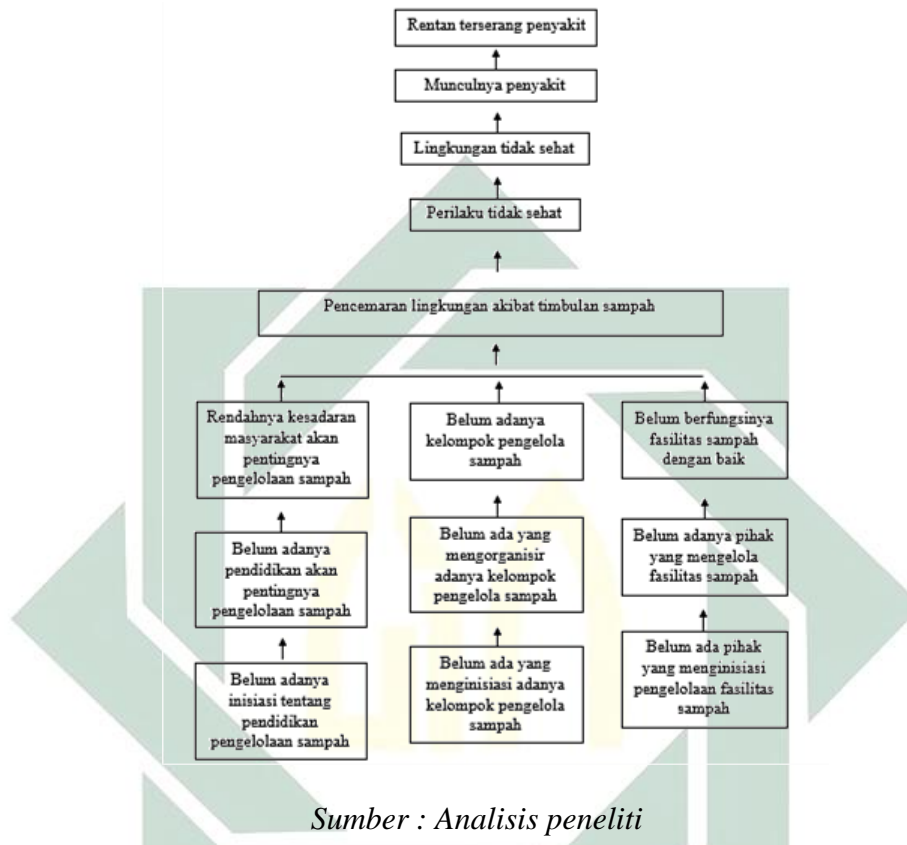 Rentan terserang penyakit
Munculnya penyakit
Lingkungan tidak sehat
Perilaku tidak sehat
Pencemaran lingkungan akibat timbulan sampah
Rendahnya kesadaran
masyarakat akan
pentingnya
pengelolaan sampah
Belum adanya
kelompok pengelola
sampah
Belum berfungsinya
fasilitas sampah
dengan baik
Belum adanya
pendidikan akan
pentingnya
pengelolaan sampah
Belum ada yang
mengorganisir
adanya kelompok
pengelola sampah
Belum adanya pihak
yang mengelola
fasilitas sampah
Belum adanya
inisiasi tentang
pendidikan
pengelolaan sampah
Belum ada yang
menginisiasi adanya
kelompok pengelola
sampah
Belum ada pihak
yang menginisiasi
pengelolaan fasilitas
sampah
Sumber : Analisis peneliti